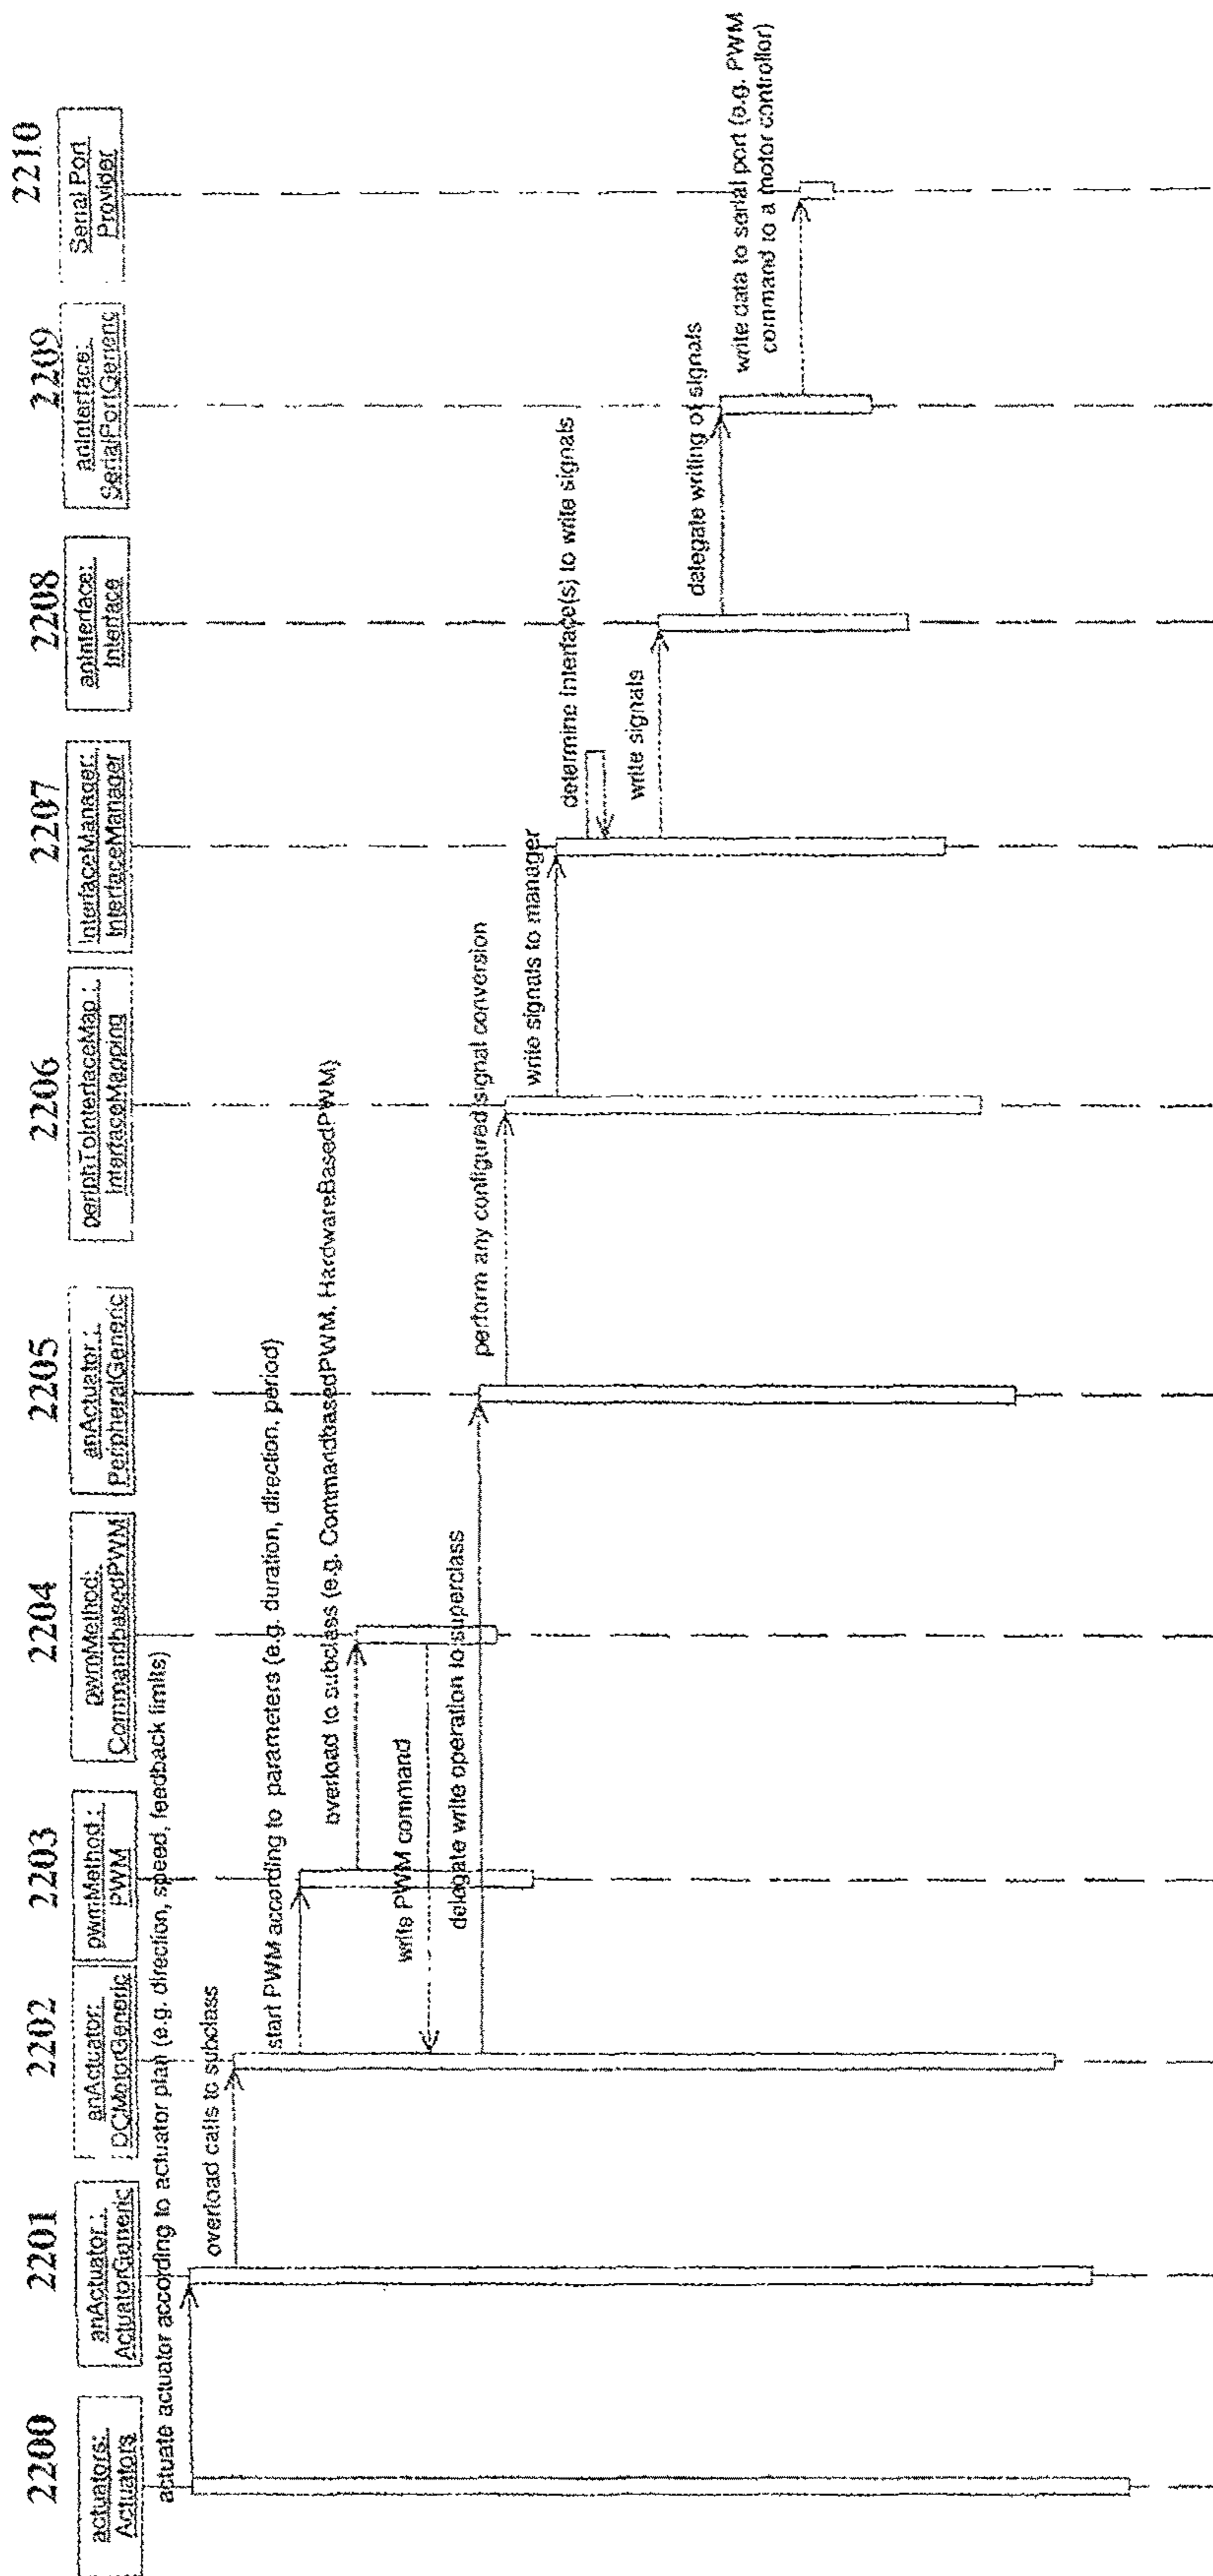 2200
actuators:
Actuators
2201
anActuator :
ActuatorGeneric
2202
anActuator:
DCMotorGeneric
2203
pwmMethod :
PWM
2204
pwmMethod:
CommandbasedPWM
2205
anActuator :
PeripheralGeneric
2206
periphToInterfaceMap :
InterfaceMapping
2207
InterfaceManager:
InterfaceManager
2208
anInterface:
Interface
2209
anInterface:
SerialPortGeneric
2210
Serial Port
Provider
actuate actuator according to actuator plan (e.g. direction, speed, feedback limits)
overload calls to subclass
start PWM according to parameters (e.g. duration, direction, period)
overload to subclass (e.g. CommandbasedPWM, HardwareBasedPWM)
write PWM command
delegate write operation to superclass
perform any configured signal conversion
write signals to manager
determine interface(s) to write signals
write signals
delegate writing of signals
write data to serial port (e.g. PWM
command to a motor controller)